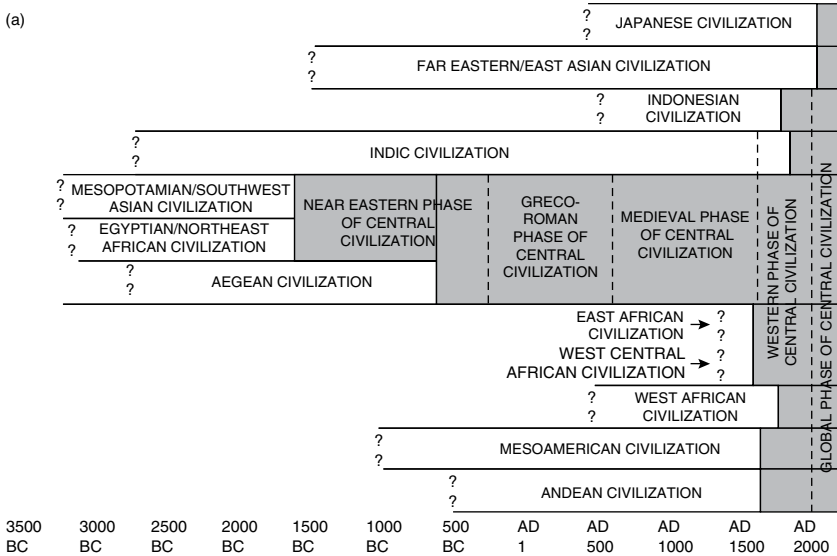 (a)
?
?
JAPANESE CIVILIZATION
?
?
FAR EASTERN/EAST ASIAN CIVILIZATION
?
?
INDONESIAN
CIVILIZATION
?
?
INDIC CIVILIZATION
?
?
MESOPOTAMIAN/SOUTHWEST
ASIAN CIVILIZATION
?
?
EGYPTIAN/NORTHEAST
AFRICAN CIVILIZATION
?
?
AEGEAN CIVILIZATION
NEAR EASTERN PHASE
OF CENTRAL
CIVILIZATION
GRECO-
ROMAN
PHASE OF
CENTRAL
CIVILIZATION
MEDIEVAL PHASE
OF CENTRAL
CIVILIZATION
WESTERN PHASE OF
CENTRAL CIVILIZATION
GLOBAL PHASE OF CENTRAL CIVILIZATION
EAST AFRICAN
CIVILIZATION
?
?
WEST CENTRAL
AFRICAN CIVILIZATION
?
?
?
?
WEST AFRICAN
CIVILIZATION
?
?
MESOAMERICAN CIVILIZATION
?
?
ANDEAN CIVILIZATION
3500 3000 2500 2000 1500 1000 500 AD AD AD AD AD
BC BC BC BC BC BC BC 1 500 1000 1500 2000